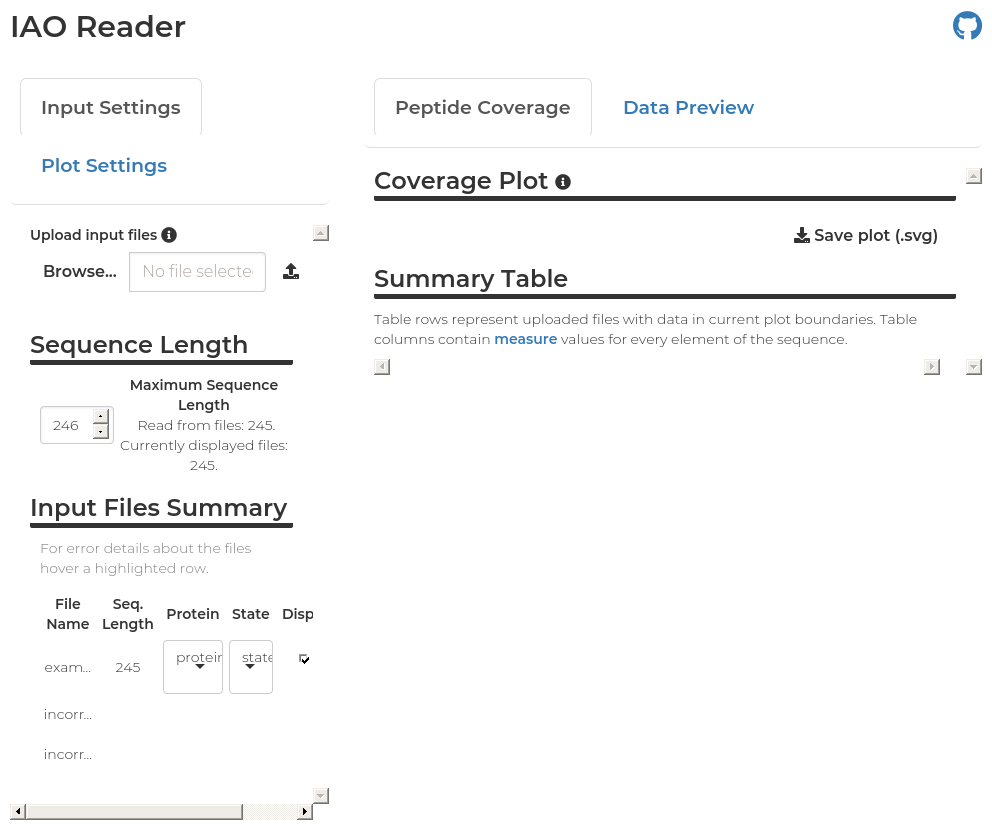 IAO Reader
Input Settings
Plot Settings
Upload input files
Browse... No file selecte
Sequence Length
246
Maximum Sequence
Length
Read from files: 245.
Currently displayed files:
245.
Input Files Summary
For error details about the files
hover a highlighted row.
File Name Seq. Length Protein State Disp
exam... 245 protein state
incorr...
incorr...
Peptide Coverage Data Preview
Coverage Plot
Save plot (.svg)
Summary Table
Table rows represent uploaded files with data in current plot boundaries. Table
columns contain measure values for every element of the sequence.